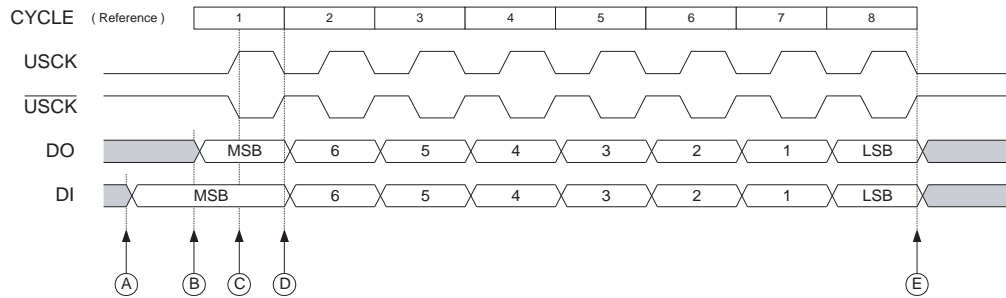 CYCLE ( Reference ) 1 2 3 4 5 6 7 8
USCK
USCK
DO MSB 6 5 4 3 2 1 LSB
DI MSB 6 5 4 3 2 1 LSB
A B C D E